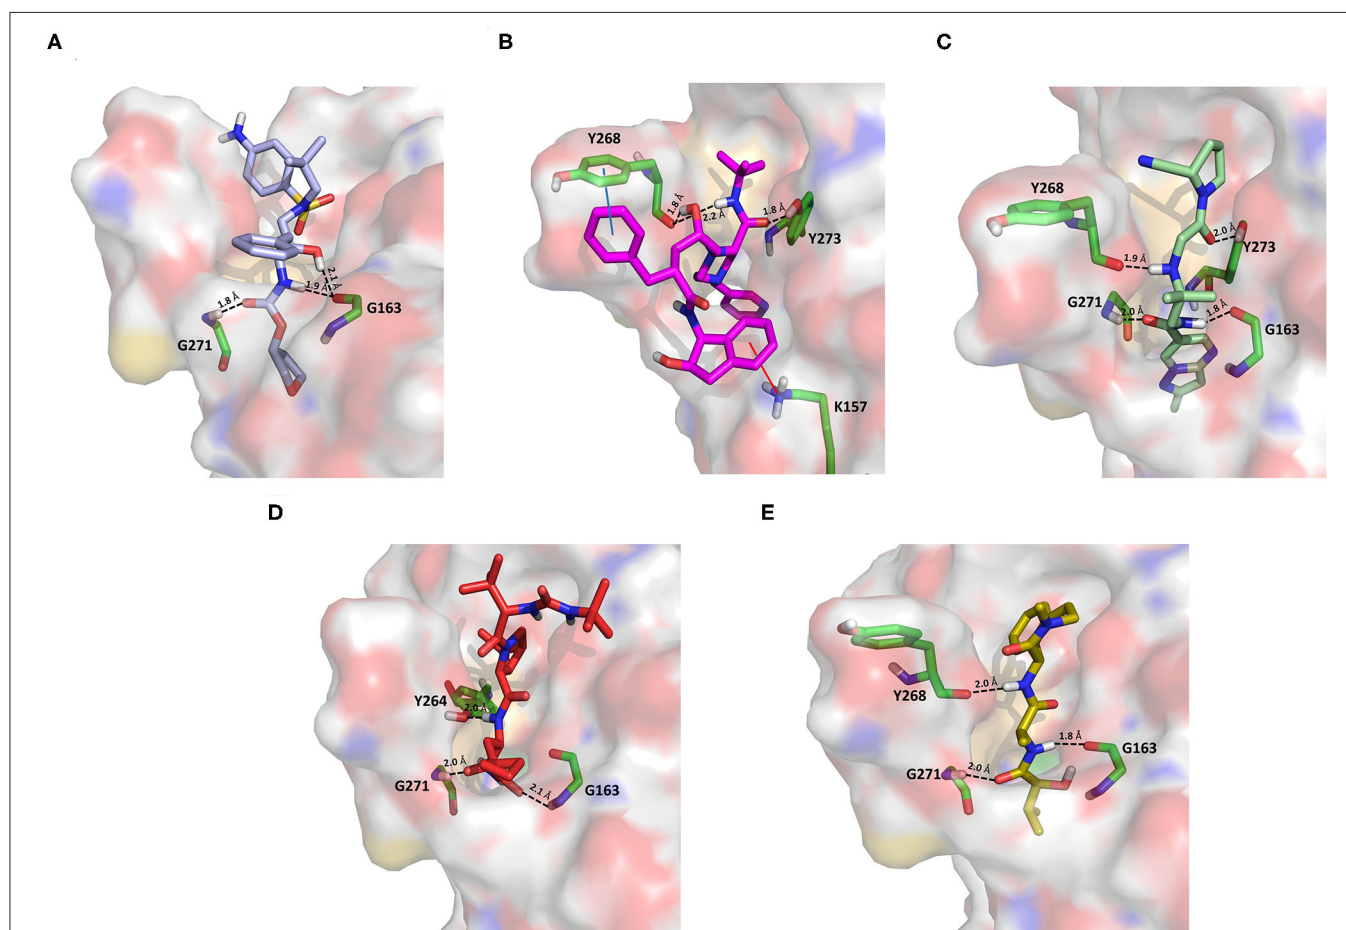 A
B
C
Y268
1.8 Å
2.2 Å
1.8 Å
Y273
K157
2.1 Å
1.9 Å
1.8 Å
G163
G271
Y268
2.0 Å
Y273
1.9 Å
G271
2.0 Å
1.8 Å
G163
D
E
Y264
2.0 Å
G271
2.0 Å
2.1 Å
G163
Y268
2.0 Å
1.8 Å
G163
G271
2.0 Å